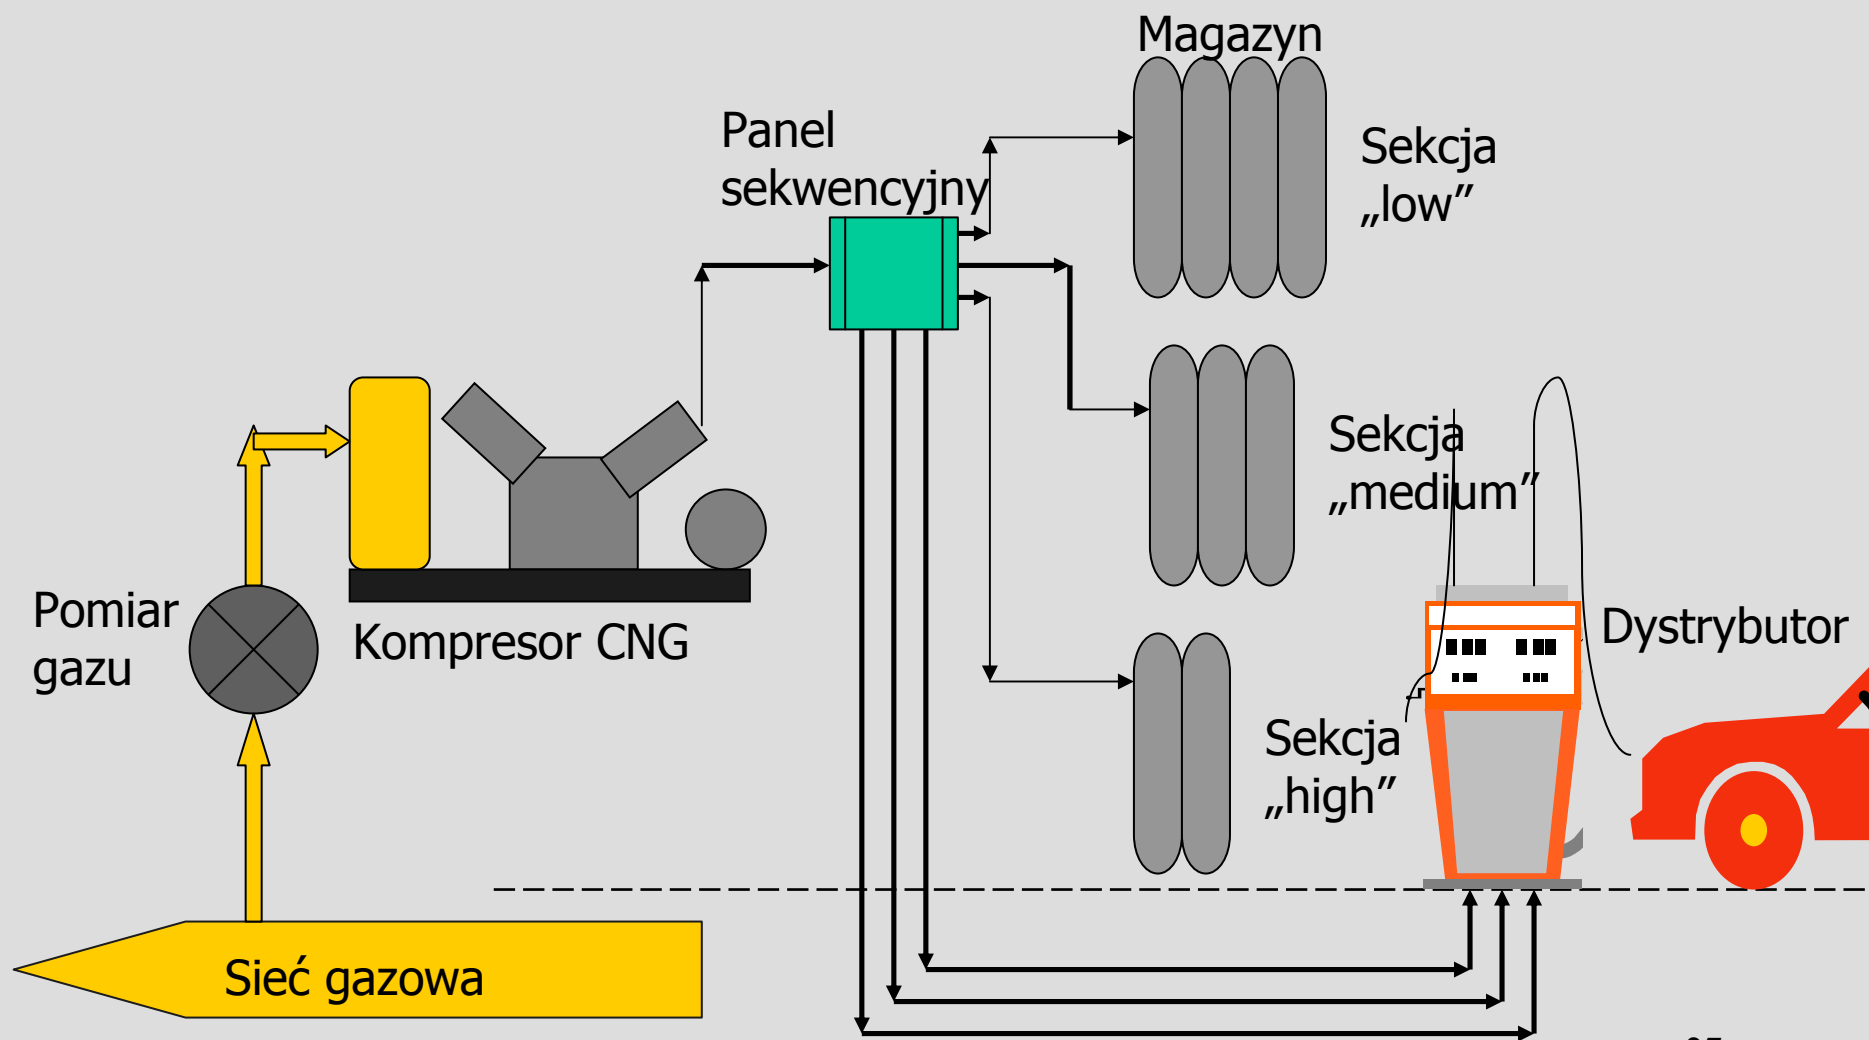 Magazyn
Panel
sekwencyjny
Sekcja
„low”
Sekcja
„medium”
Pomiar
gazu
Kompresor CNG
Dystrybutor
Sekcja
„high”
Sieć gazowa